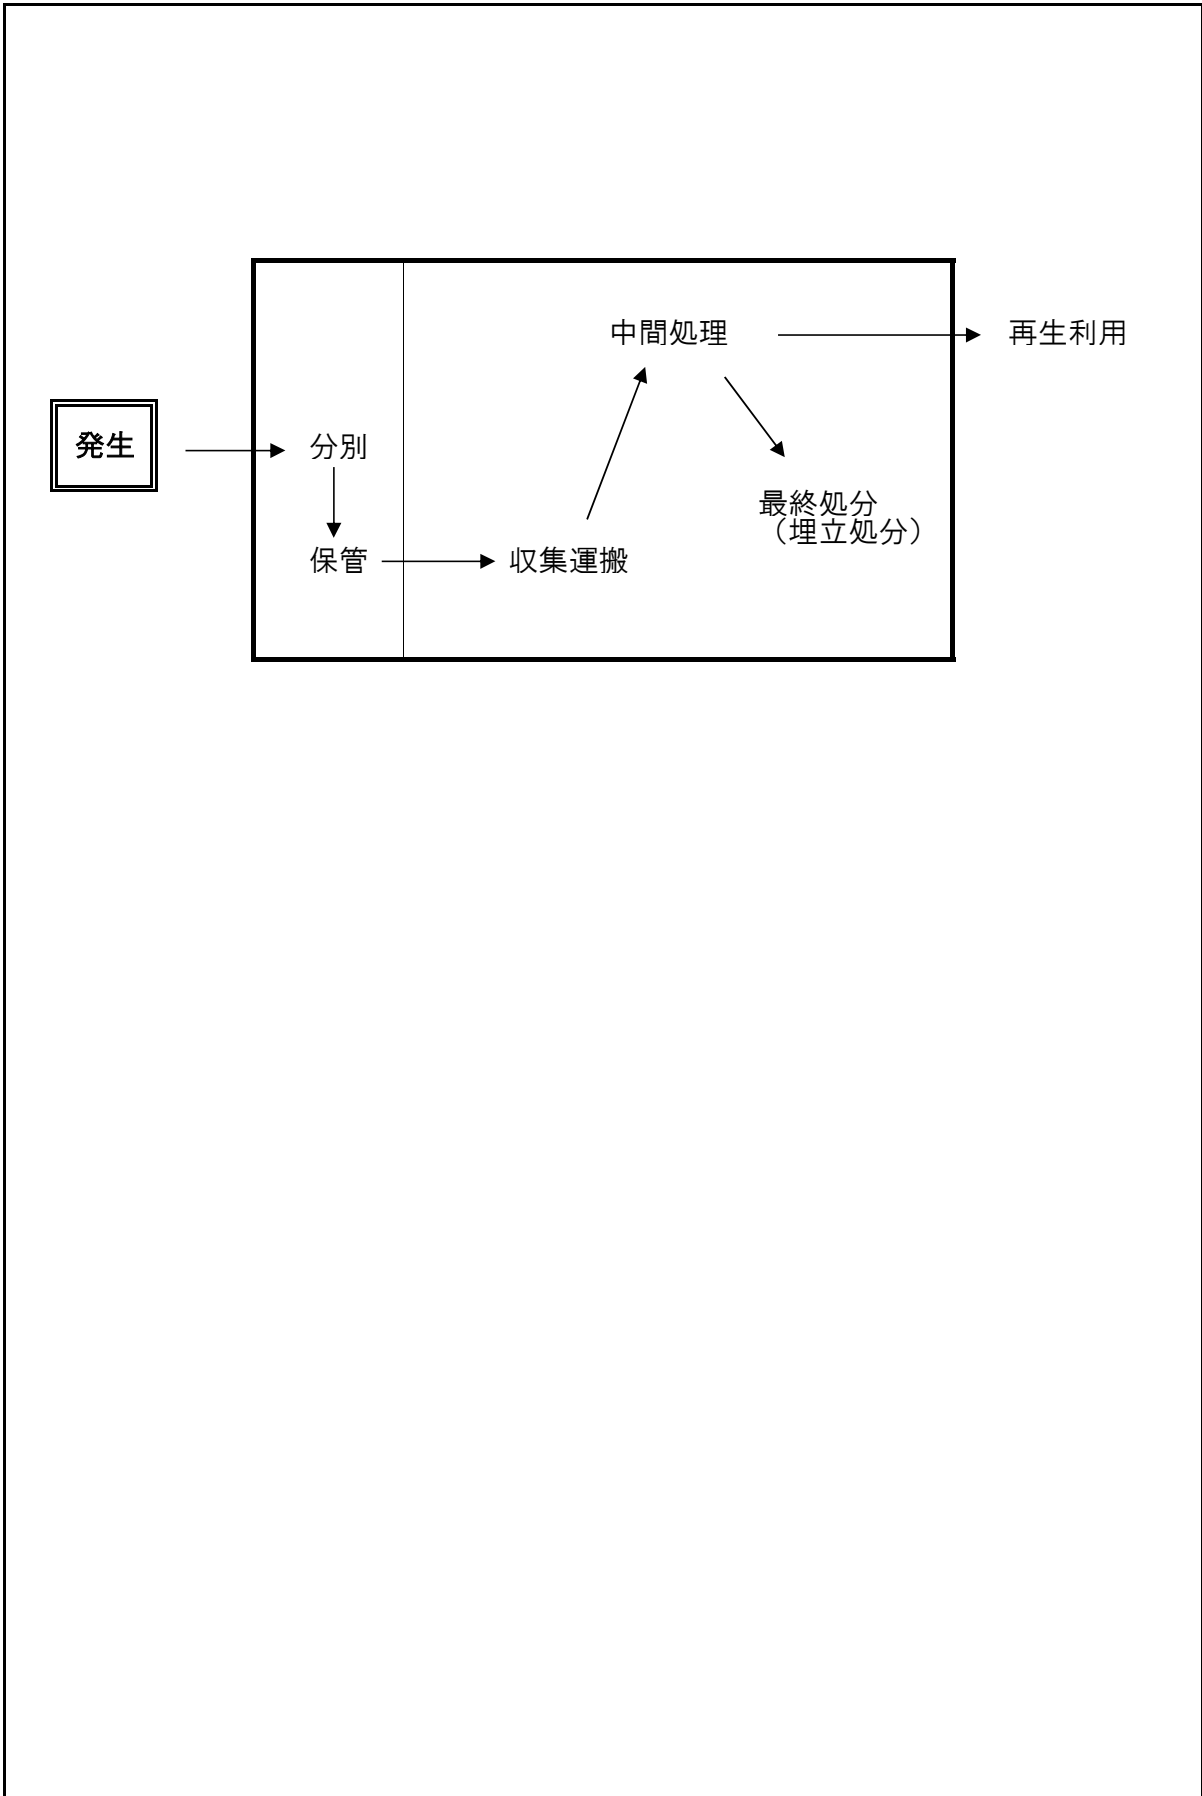 中間処理
再生利用
発生
分別
最終処分
（埋立処分）
保管
収集運搬